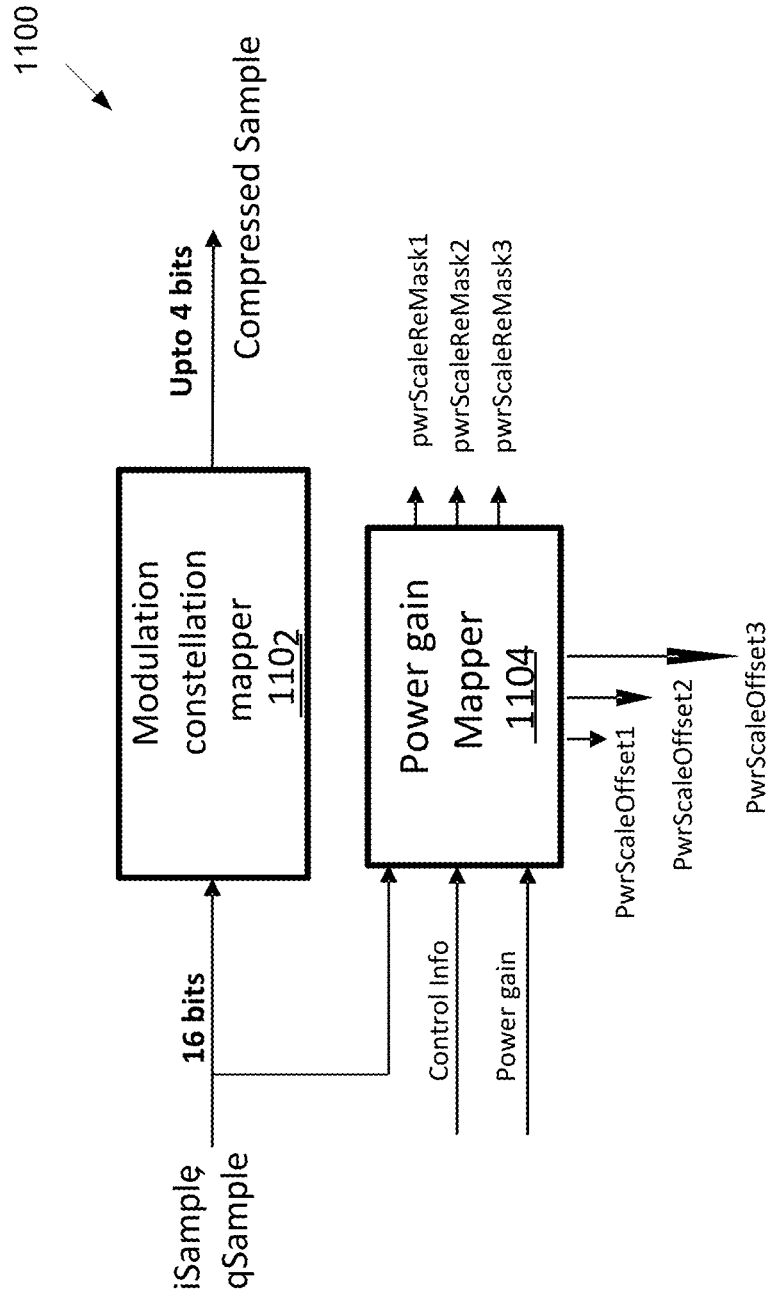 1100
iSample,
qSample
16 bits
Modulation
constellation
mapper
1102
Upto 4 bits
Compressed Sample
Control Info
Power gain
Power gain
Mapper
1104
pwrScaleReMask1
pwrScaleReMask2
pwrScaleReMask3
PwrScaleOffset1
PwrScaleOffset2
PwrScaleOffset3